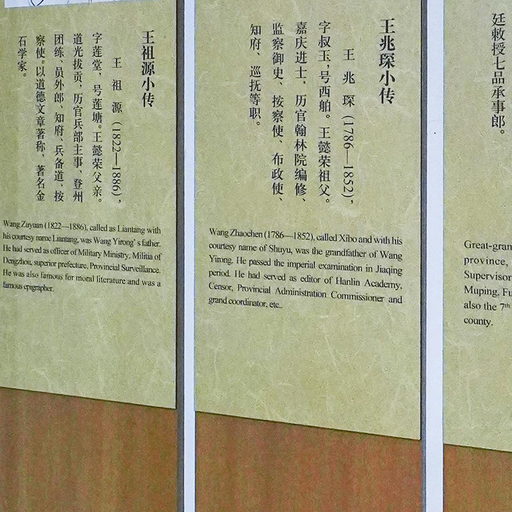 王祖源小传
王祖源（1822—1886），
字莲堂，号莲塘。王懿荣父亲。
道光拔贡，历官兵部主事、登州
团练、员外郎、知府、兵备道、按
察使。以道德文章著称，著名金
石学家。
Wang Zuyuan (1822—1886), called as Liantang with
his courtesy name Liantang, was Wang Yirong' s father.
He had served as officer of Military Ministry, Militia of
Dengzhou, superior prefecture, Provincial Surveillance.
He was also famous for moral literature and was a
famous epigrapher.
王兆琛小传
王兆琛（1786—1852），
字叔玉，号西舶。王懿荣祖父。
嘉庆进士，历官翰林院编修、
监察御史、按察使、布政使、
知府、巡抚等职。
Wang Zhaochen (1786—1852), called Xibo and with his
courtesy name of Shuyu, was the grandfather of Wang
Yirong. He passed the imperial examination in Jiaqing
period. He had served as editor of Hanlin Academy,
Censor, Provincial Administration Commissioner and
grand coordinator, etc..
廷敕授七品承事郎。
Great-gran
province,
Supervisor
Muping, Fu
also the 7th
county.